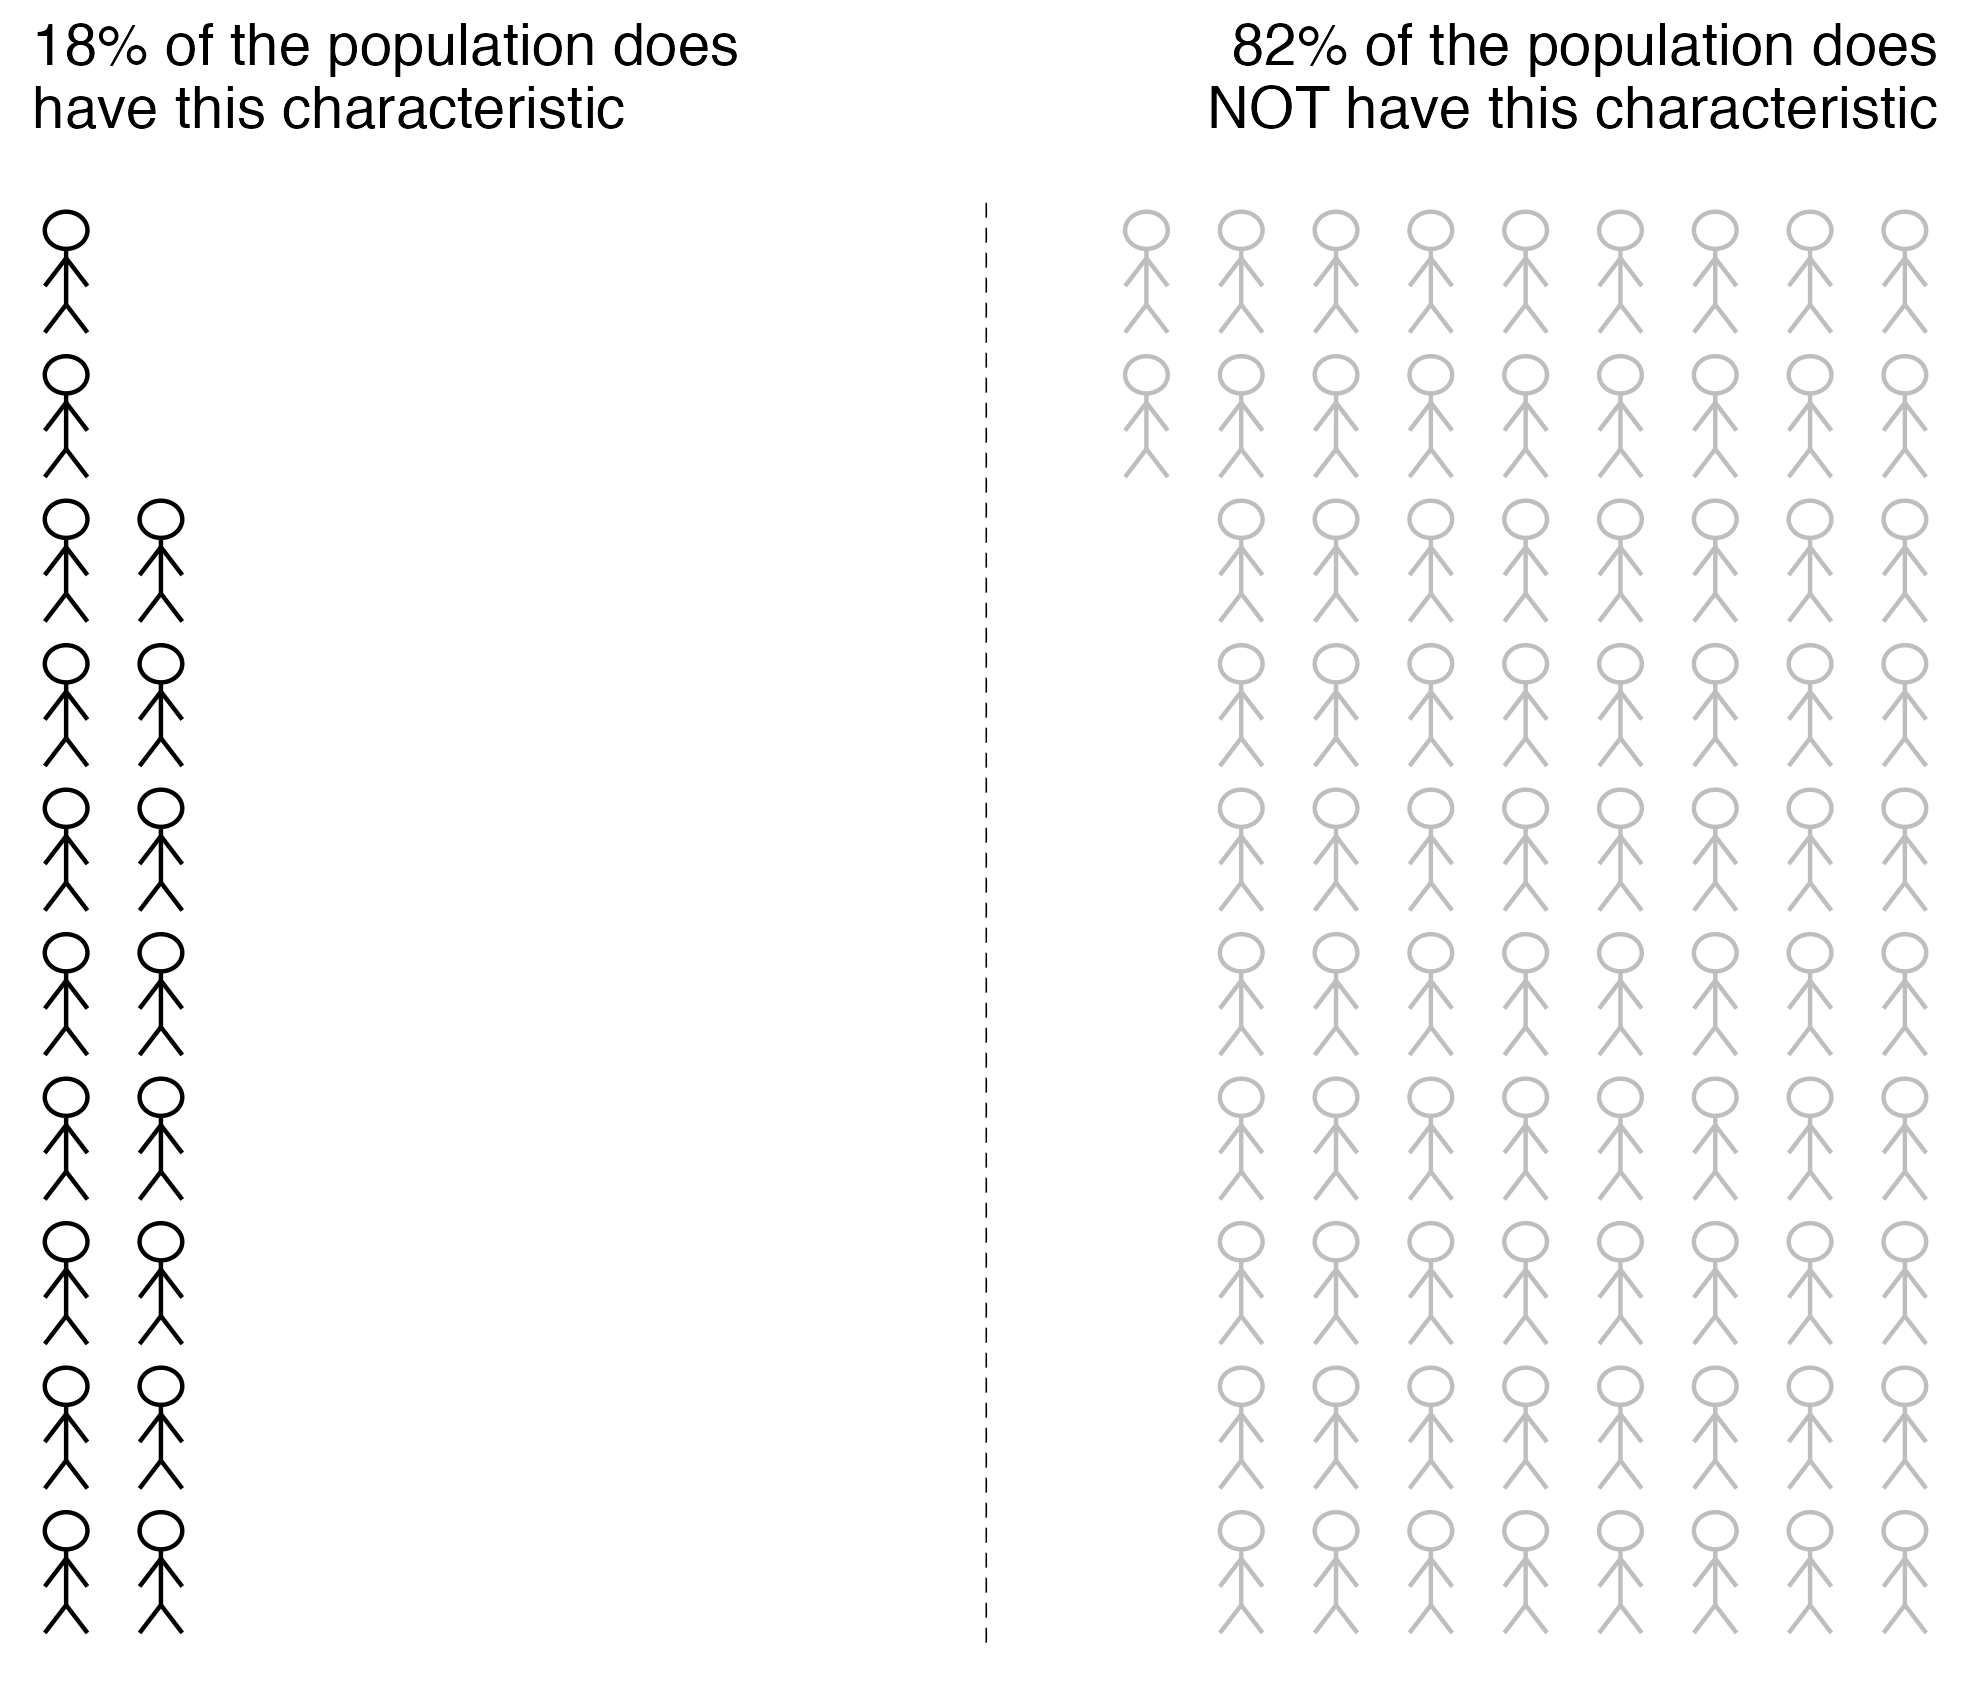 18% of the population does
have this characteristic
82% of the population does
NOT have this characteristic